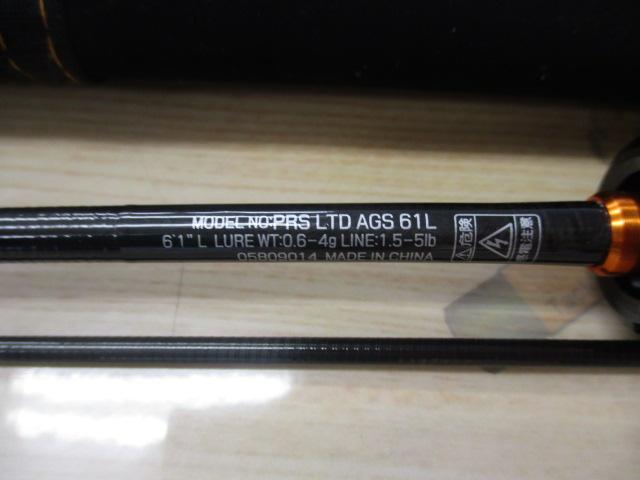 MODEL NO:PRS LTD AGS 61L
6'1" L LURE WT:0.6-4g LINE:1.5-5lb
05809014 MADE IN CHINA
危険
感電注意